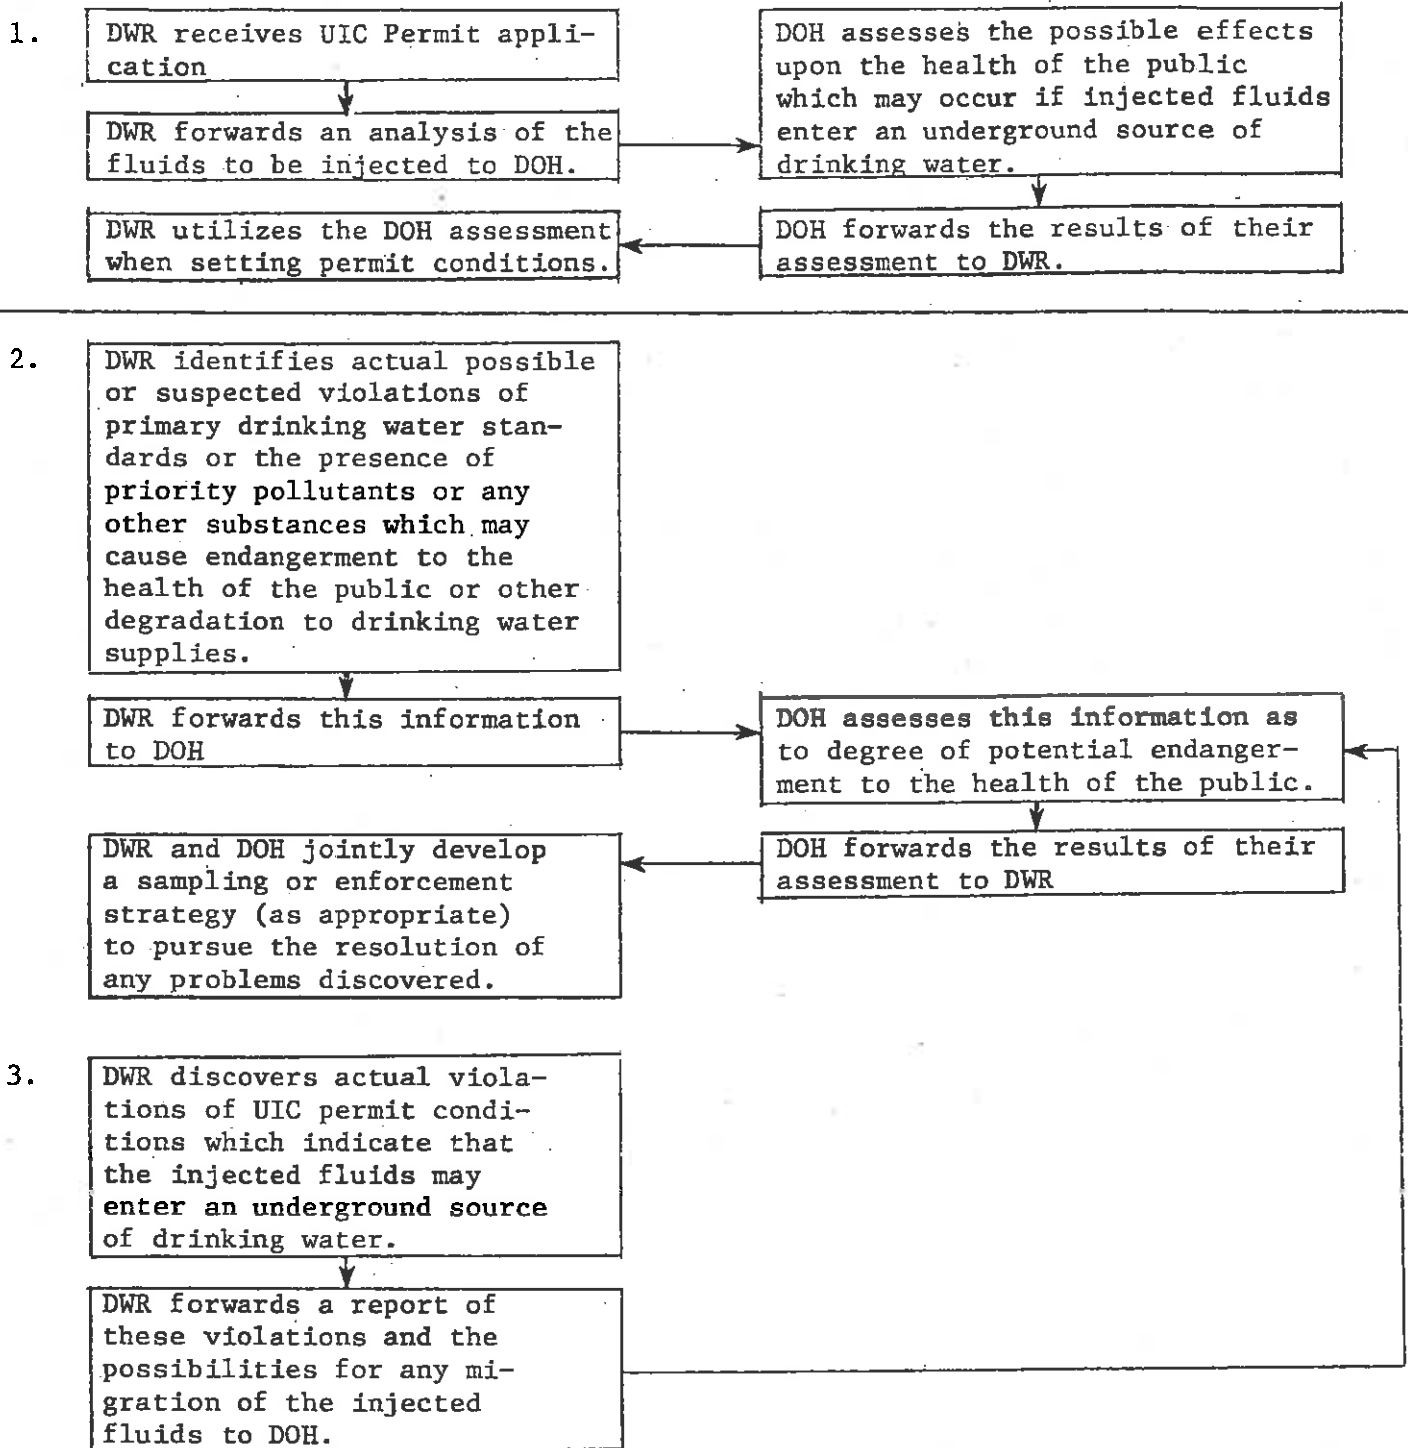 1.
DWR receives UIC Permit appli-
cation
DWR forwards an analysis of the
fluids to be injected to DOH.
DOH assesses the possible effects
upon the health of the public
which may occur if injected fluids
enter an underground source of
drinking water.
DOH forwards the results of their
assessment to DWR.
DWR utilizes the DOH assessment
when setting permit conditions.
2.
DWR identifies actual possible
or suspected violations of
primary drinking water stan-
dards or the presence of
priority pollutants or any
other substances which may
cause endangerment to the
health of the public or other
degradation to drinking water
supplies.
DWR forwards this information
to DOH
DOH assesses this information as
to degree of potential endanger-
ment to the health of the public.
DOH forwards the results of their
assessment to DWR
DWR and DOH jointly develop
a sampling or enforcement
strategy (as appropriate)
to pursue the resolution of
any problems discovered.
3.
DWR discovers actual viola-
tions of UIC permit condi-
tions which indicate that
the injected fluids may
enter an underground source
of drinking water.
DWR forwards a report of
these violations and the
possibilities for any mi-
gration of the injected
fluids to DOH.